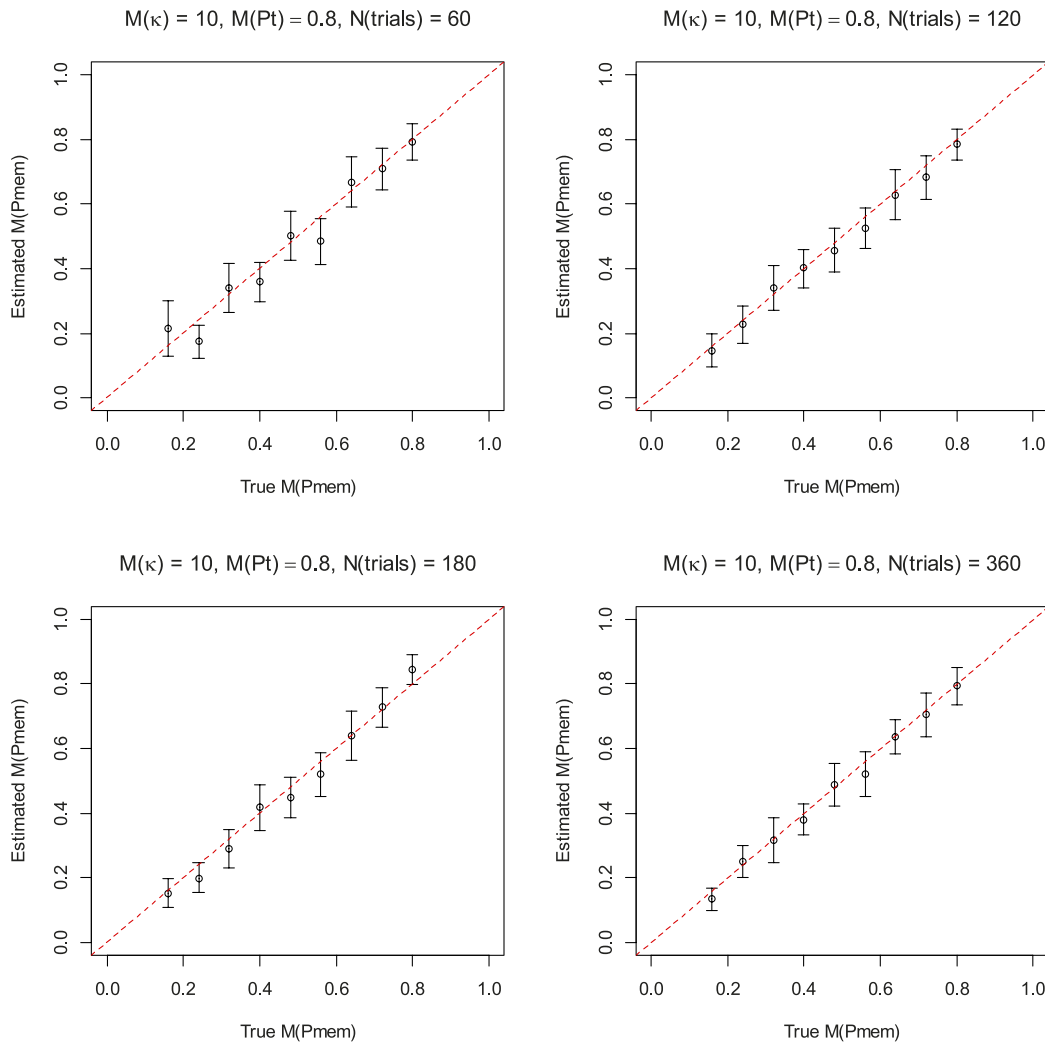 M(κ) = 10, M(Pt) = 0.8, N(trials) = 60
1.0
0.8
0.6
0.4
0.2
0.0
Estimated M(Pmem)
0.0 0.2 0.4 0.6 0.8 1.0
True M(Pmem)
M(κ) = 10, M(Pt) = 0.8, N(trials) = 120
1.0
0.8
0.6
0.4
0.2
0.0
Estimated M(Pmem)
0.0 0.2 0.4 0.6 0.8 1.0
True M(Pmem)
M(κ) = 10, M(Pt) = 0.8, N(trials) = 180
1.0
0.8
0.6
0.4
0.2
0.0
Estimated M(Pmem)
0.0 0.2 0.4 0.6 0.8 1.0
True M(Pmem)
M(κ) = 10, M(Pt) = 0.8, N(trials) = 360
1.0
0.8
0.6
0.4
0.2
0.0
Estimated M(Pmem)
0.0 0.2 0.4 0.6 0.8 1.0
True M(Pmem)